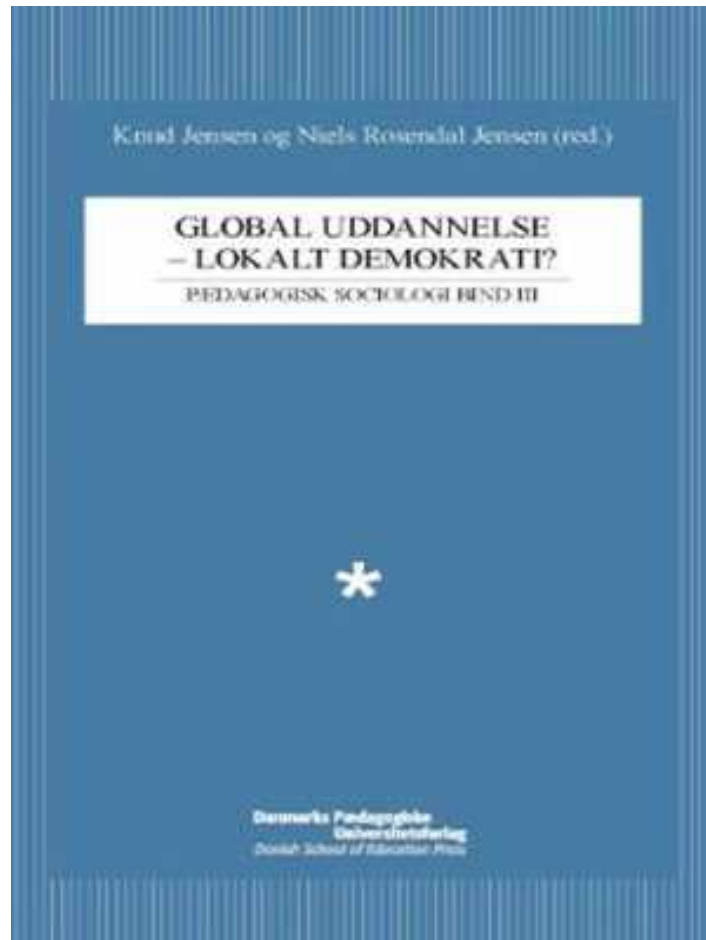 Knud Jensen og Niels Rosendal Jensen (red.)
GLOBAL UDDANNELSE
– LOKALT DEMOKRATI?
PÆDAGOGISK SOCIOLOGI BIND III
*
Danmarks Pædagogiske
Universitetsforlag
Danish School of Education Press